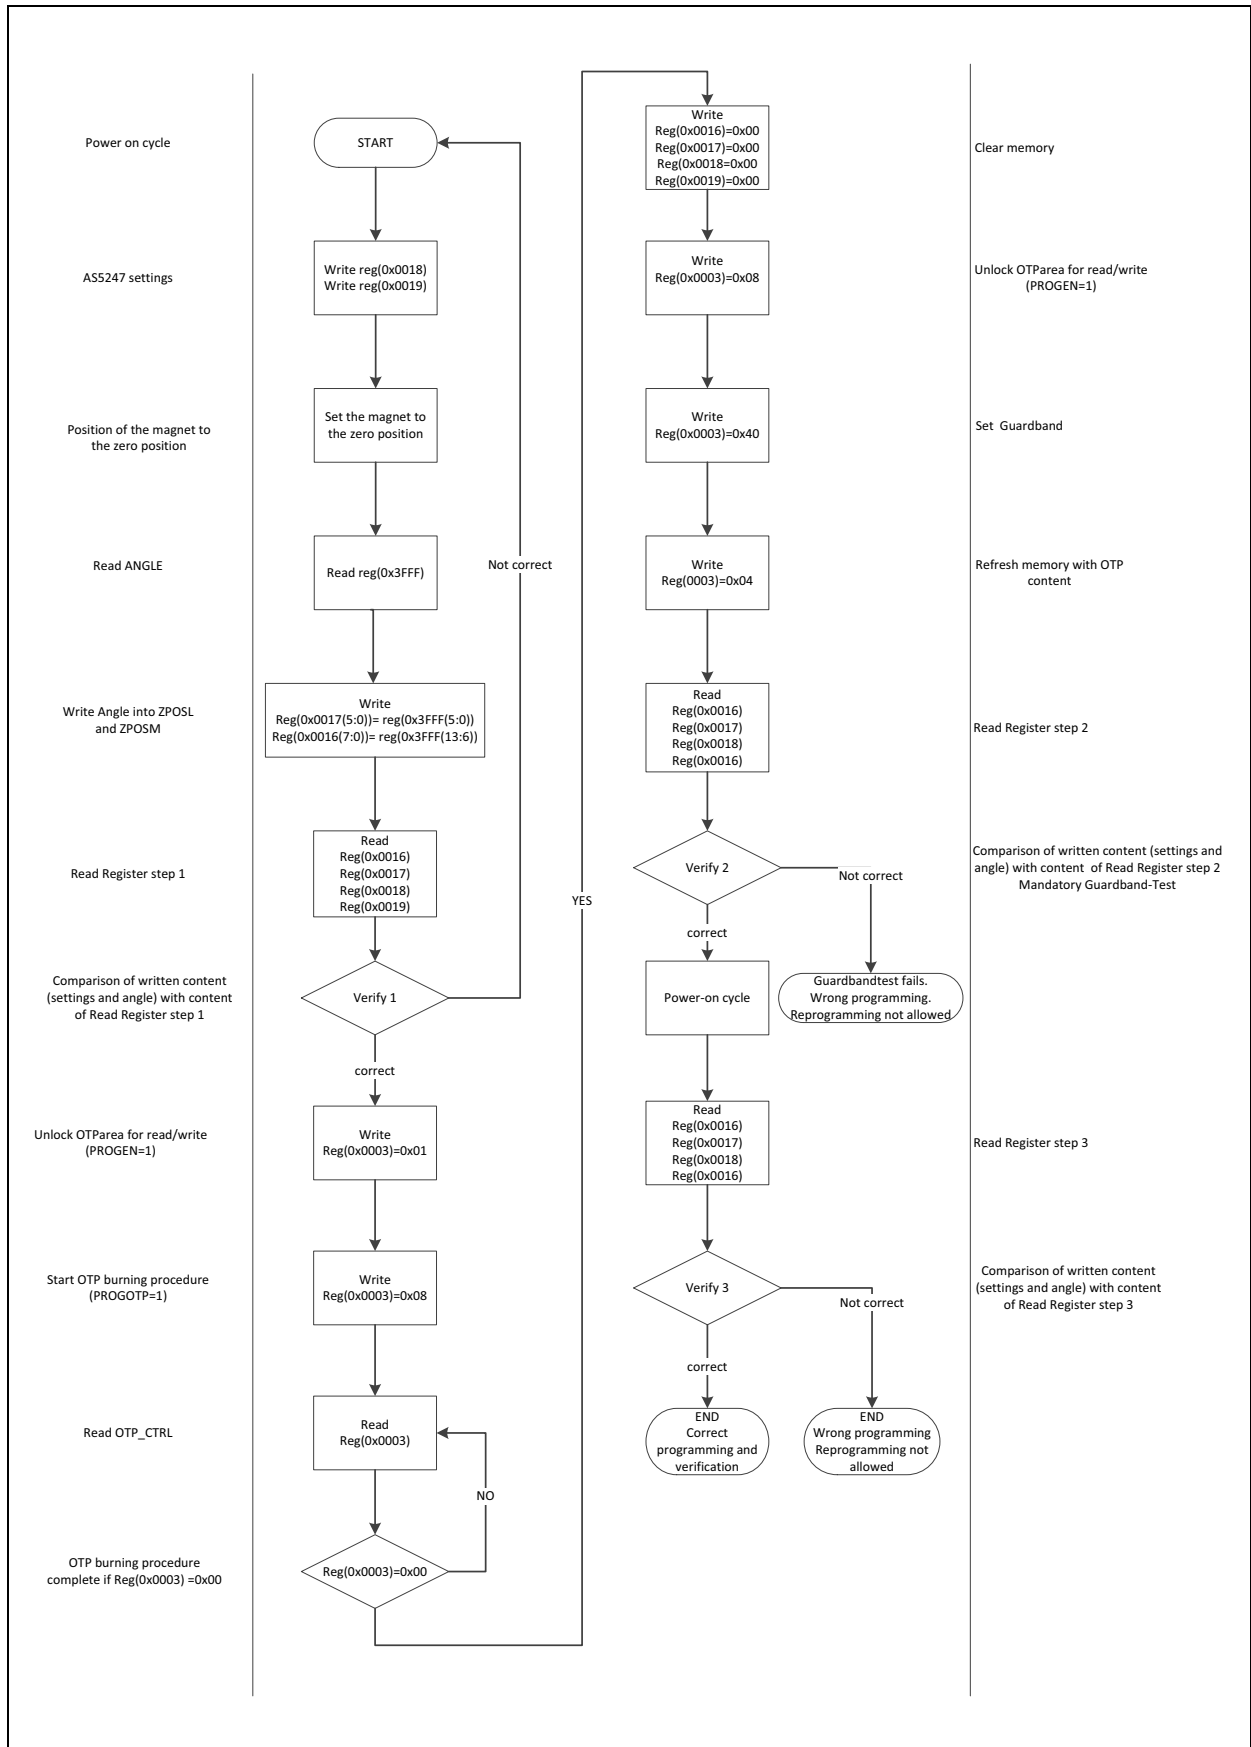 Power on cycle
START
AS5247 settings
Write reg(0x0018)
Write reg(0x0019)
Position of the magnet to
the zero position
Set the magnet to
the zero position
Read ANGLE
Read reg(0x3FFF)
Not correct
Write Angle into ZPOSL
and ZPOSM
Write
Reg(0x0017(5:0))= reg(0x3FFF(5:0))
Reg(0x0016(7:0))= reg(0x3FFF(13:6))
Read Register step 1
Read
Reg(0x0016)
Reg(0x0017)
Reg(0x0018)
Reg(0x0019)
Comparison of written content
(settings and angle) with content
of Read Register step 1
Verify 1
correct
Unlock OTParea for read/write
(PROGEN=1)
Write
Reg(0x0003)=0x01
Start OTP burning procedure
(PROGOTP=1)
Write
Reg(0x0003)=0x08
Read OTP_CTRL
Read
Reg(0x0003)
NO
OTP burning procedure
complete if Reg(0x0003) =0x00
Reg(0x0003)=0x00
YES
Write
Reg(0x0016)=0x00
Reg(0x0017)=0x00
Reg(0x0018=0x00
Reg(0x0019)=0x00
Clear memory
Write
Reg(0x0003)=0x08
Unlock OTParea for read/write
(PROGEN=1)
Write
Reg(0x0003)=0x40
Set  Guardband
Write
Reg(0003)=0x04
Refresh memory with OTP
content
Read
Reg(0x0016)
Reg(0x0017)
Reg(0x0018)
Reg(0x0016)
Read Register step 2
Verify 2
Not correct
Comparison of written content (settings and
angle) with content  of Read Register step 2
Mandatory Guardband-Test
correct
Power-on cycle
Guardbandtest fails.
Wrong programming.
Reprogramming not allowed
Read
Reg(0x0016)
Reg(0x0017)
Reg(0x0018)
Reg(0x0016)
Read Register step 3
Verify 3
Not correct
Comparison of written content
(settings and angle) with content
of Read Register step 3
correct
END
Correct
programming and
verification
END
Wrong programming
Reprogramming not
allowed